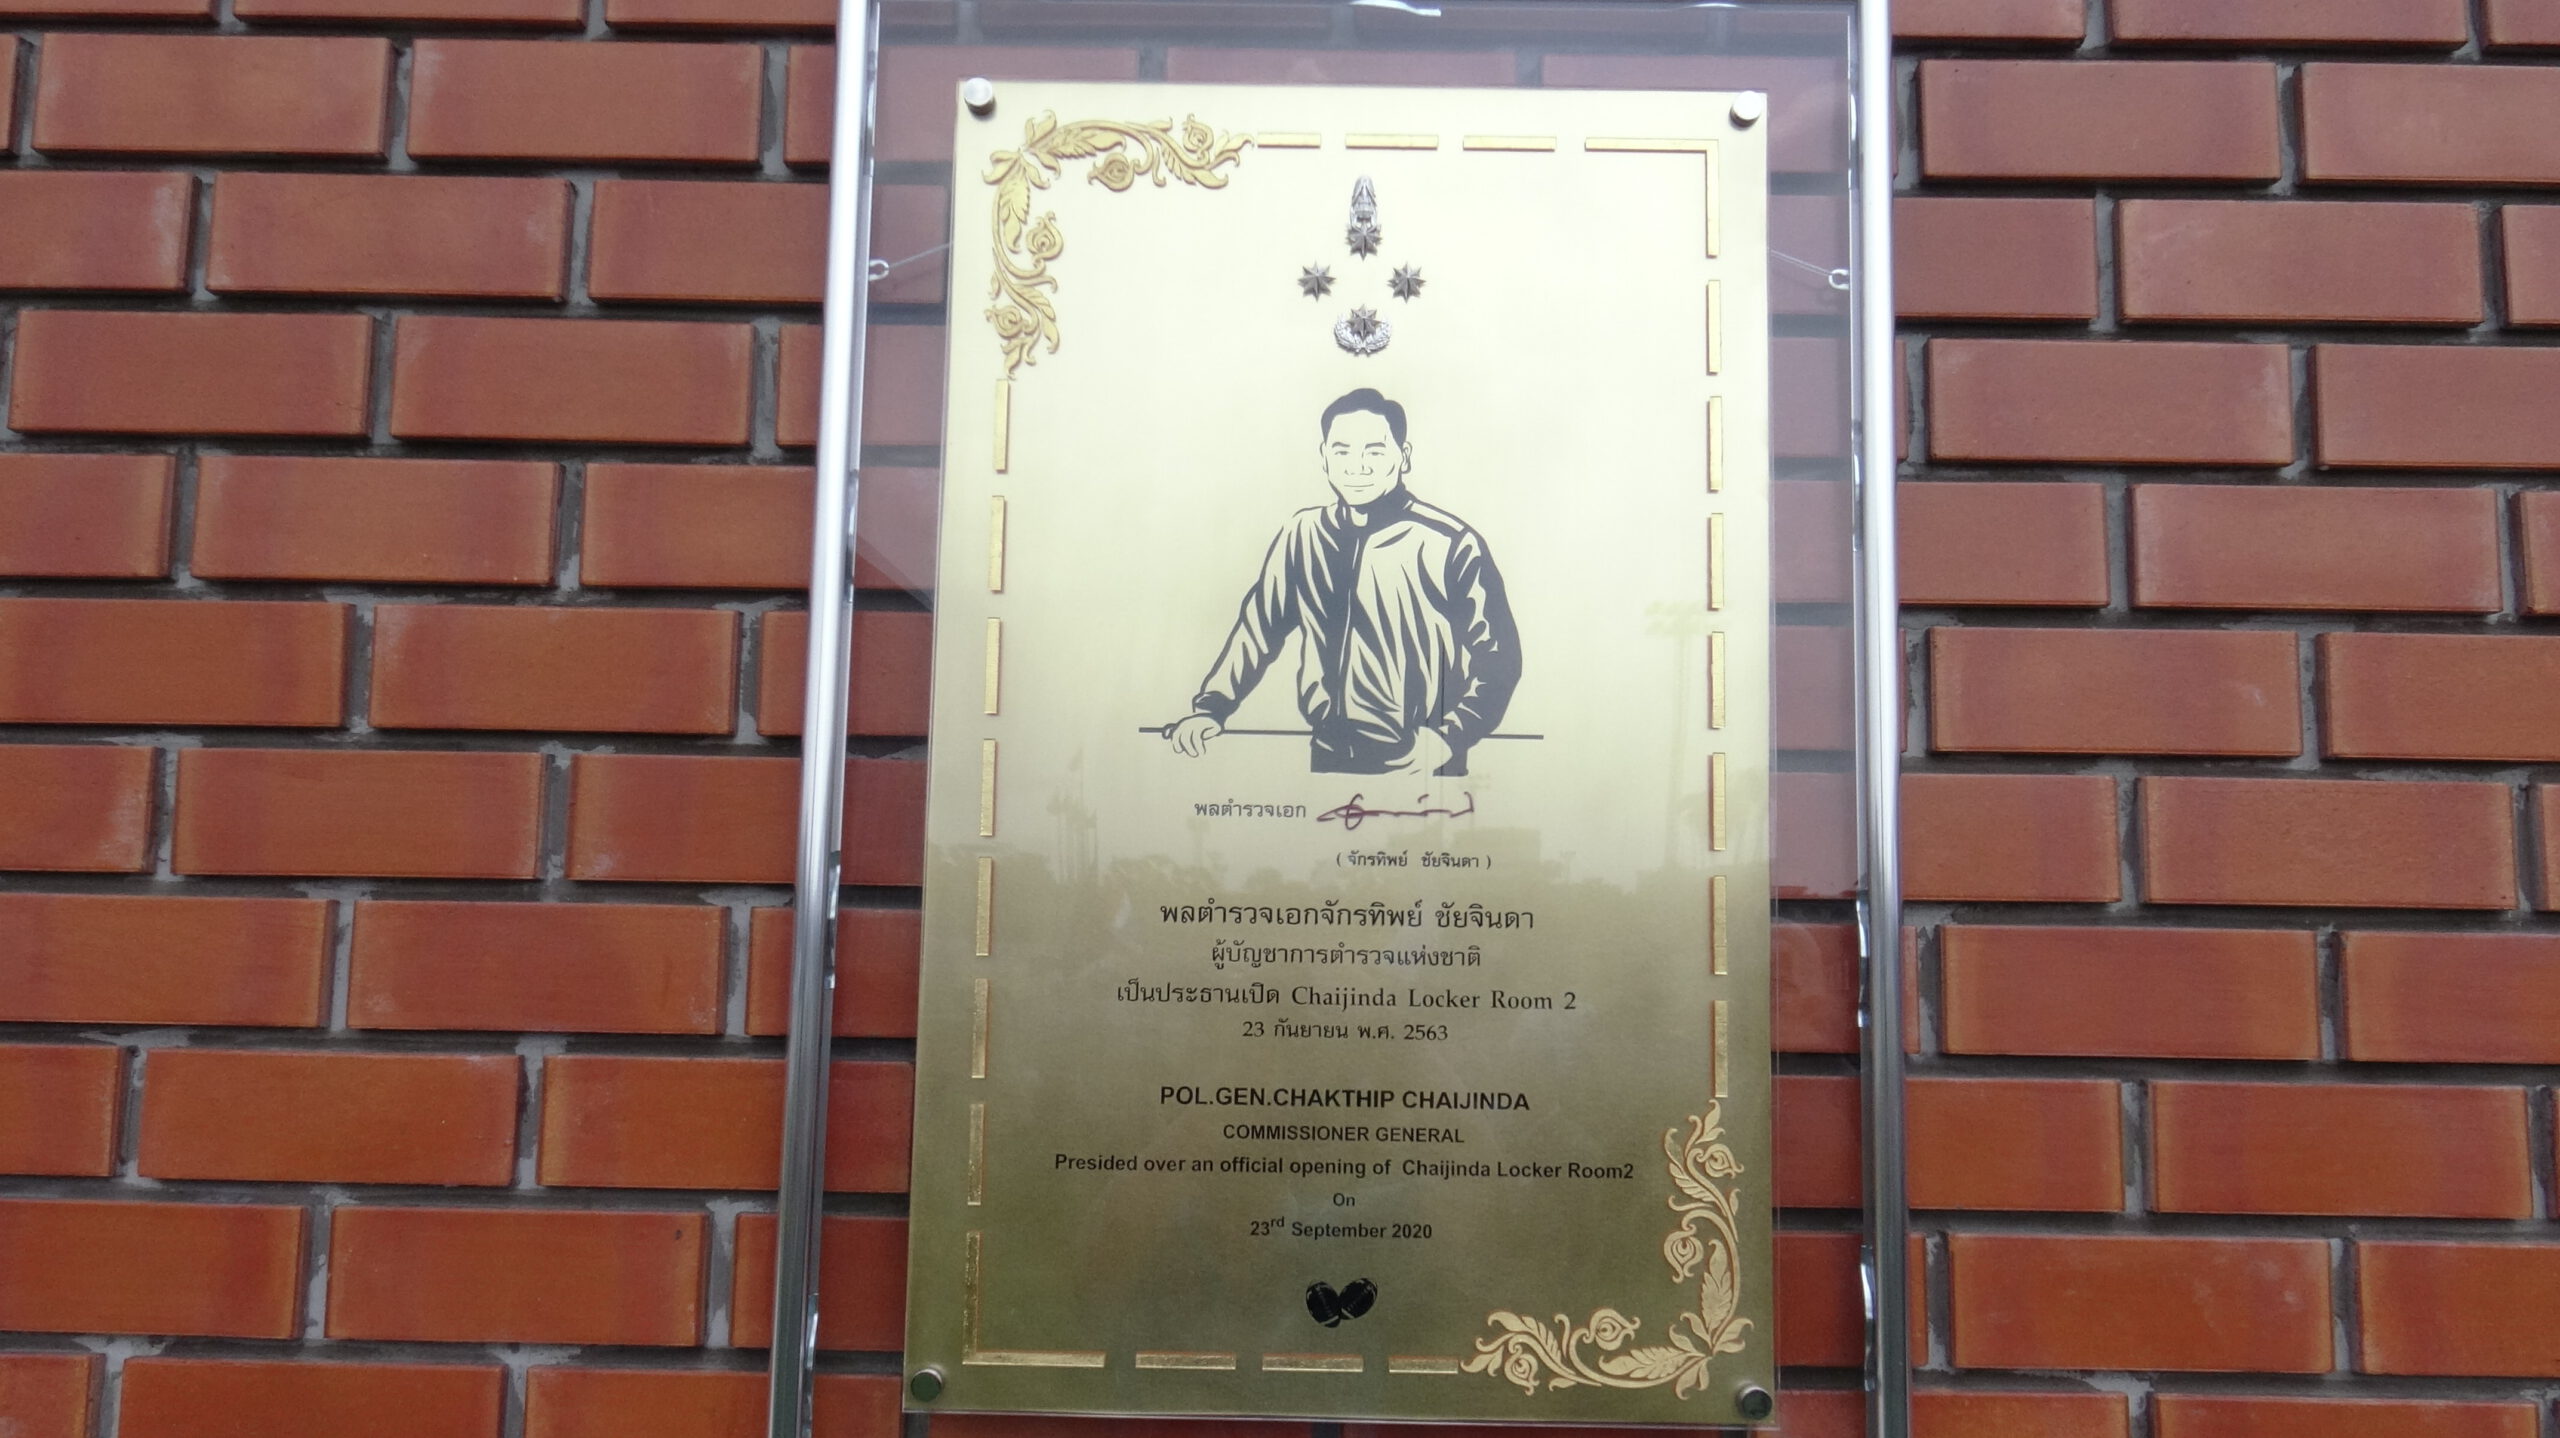 พลตำรวจเอก
( จักรทิพย์ ชัยจินดา )
พลตำรวจเอกจักรทิพย์ ชัยจินดา
ผู้บัญชาการตำรวจแห่งชาติ
เป็นประธานเปิด Chaijinda Locker Room 2
23 กันยายน พ.ศ. 2563
POL.GEN.CHAKTHIP CHAIJINDA
COMMISSIONER GENERAL
Presided over an official opening of Chaijinda Locker Room2
On
23rd September 2020